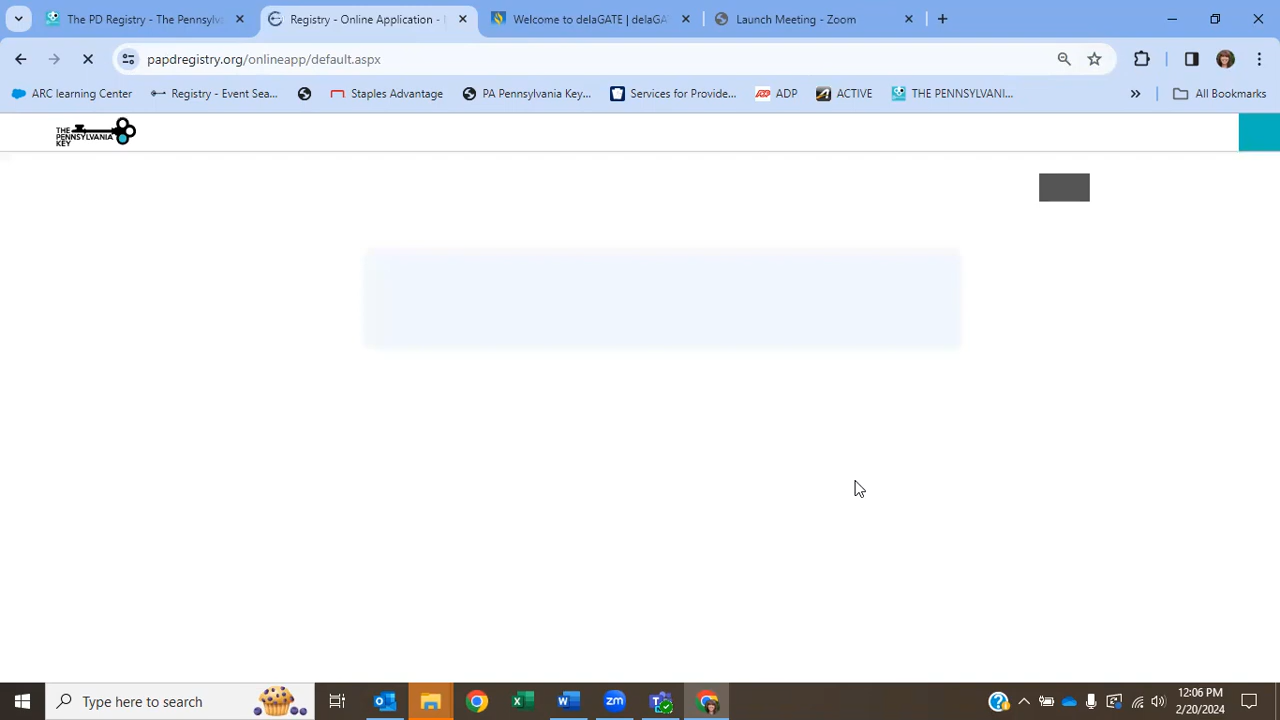 The PD Registry - The Pennsylv
Registry - Online Application -
Welcome to delaGATE | delaGA
Launch Meeting - Zoom
papdregistry.org/onlineapp/default.aspx
ARC learning Center
Registry - Event Sea...
Staples Advantage
PA Pennsylvania Key...
Services for Provide...
ADP
ACTIVE
THE PENNSYLVANI...
All Bookmarks
THE
PENNSYLVANIA
KEY
Type here to search
12:06 PM
2/20/2024